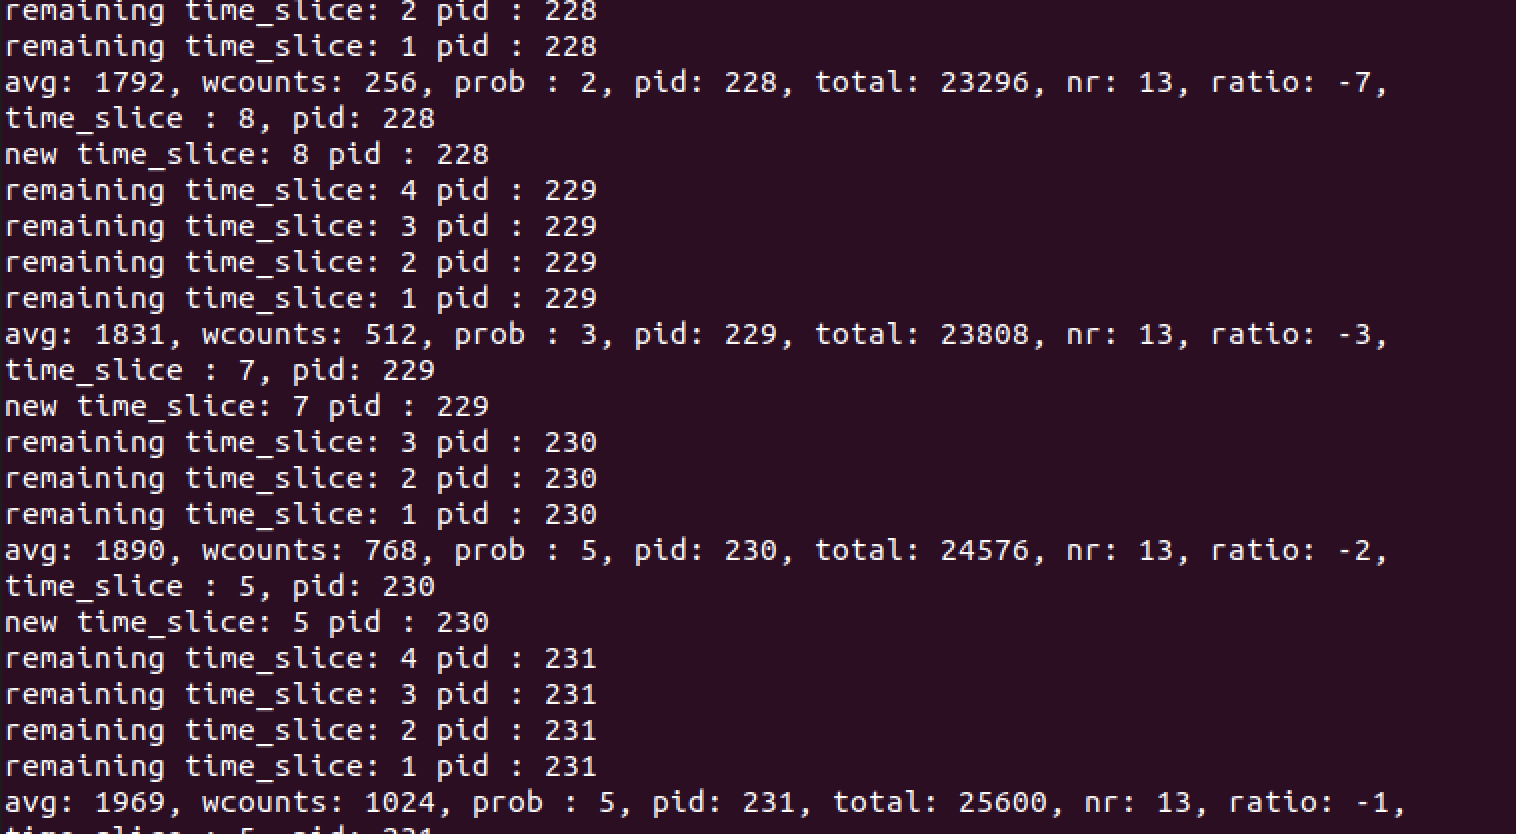 remaining time_slice: 2 pid : 228
remaining time_slice: 1 pid : 228
avg: 1792, wcounts: 256, prob : 2, pid: 228, total: 23296, nr: 13, ratio: -7,
time_slice : 8, pid: 228
new time_slice: 8 pid : 228
remaining time_slice: 4 pid : 229
remaining time_slice: 3 pid : 229
remaining time_slice: 2 pid : 229
remaining time_slice: 1 pid : 229
avg: 1831, wcounts: 512, prob : 3, pid: 229, total: 23808, nr: 13, ratio: -3,
time_slice : 7, pid: 229
new time_slice: 7 pid : 229
remaining time_slice: 3 pid : 230
remaining time_slice: 2 pid : 230
remaining time_slice: 1 pid : 230
avg: 1890, wcounts: 768, prob : 5, pid: 230, total: 24576, nr: 13, ratio: -2,
time_slice : 5, pid: 230
new time_slice: 5 pid : 230
remaining time_slice: 4 pid : 231
remaining time_slice: 3 pid : 231
remaining time_slice: 2 pid : 231
remaining time_slice: 1 pid : 231
avg: 1969, wcounts: 1024, prob : 5, pid: 231, total: 25600, nr: 13, ratio: -1,
time_slice : 5, pid: 231